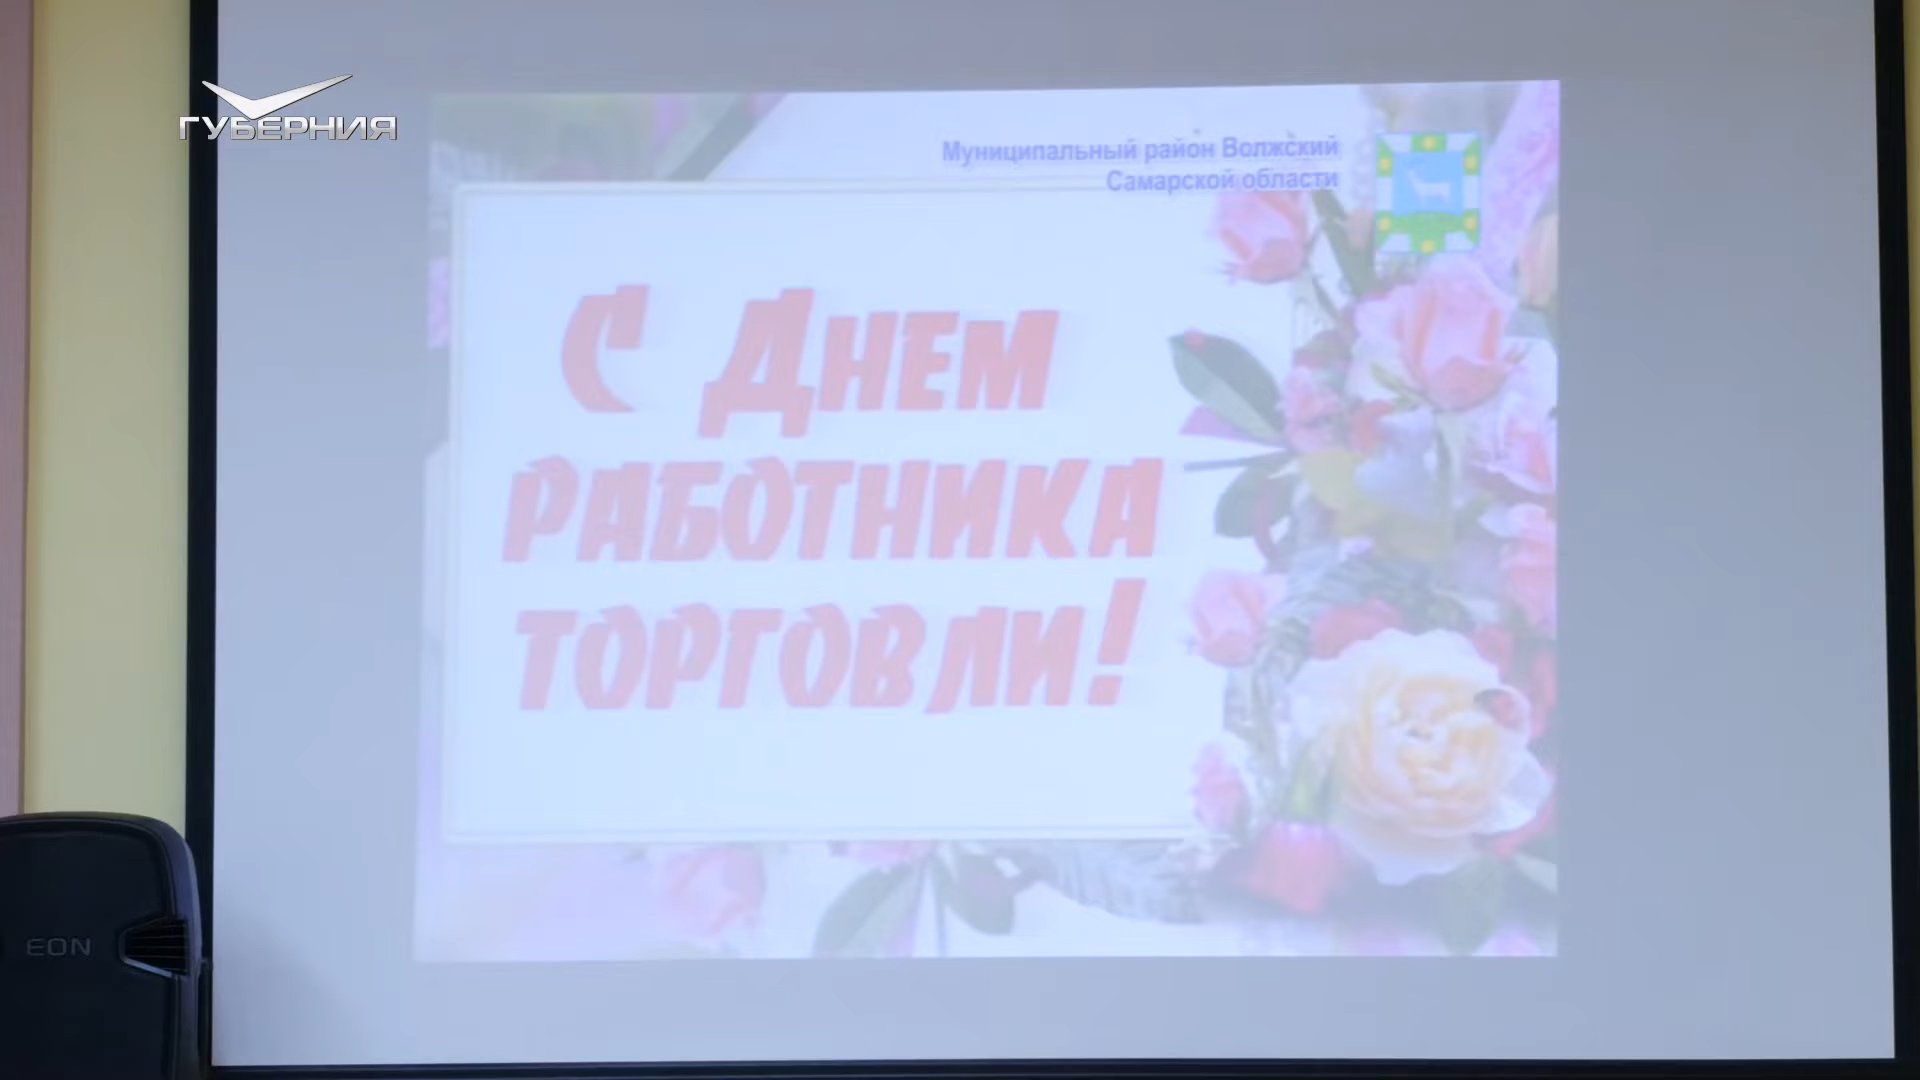 ГУБЕРНИЯ
Муниципальный район Волжский
Самарской области
С ДНЕМ
РАБОТНИКА
ТОРГОВЛИ!
EON